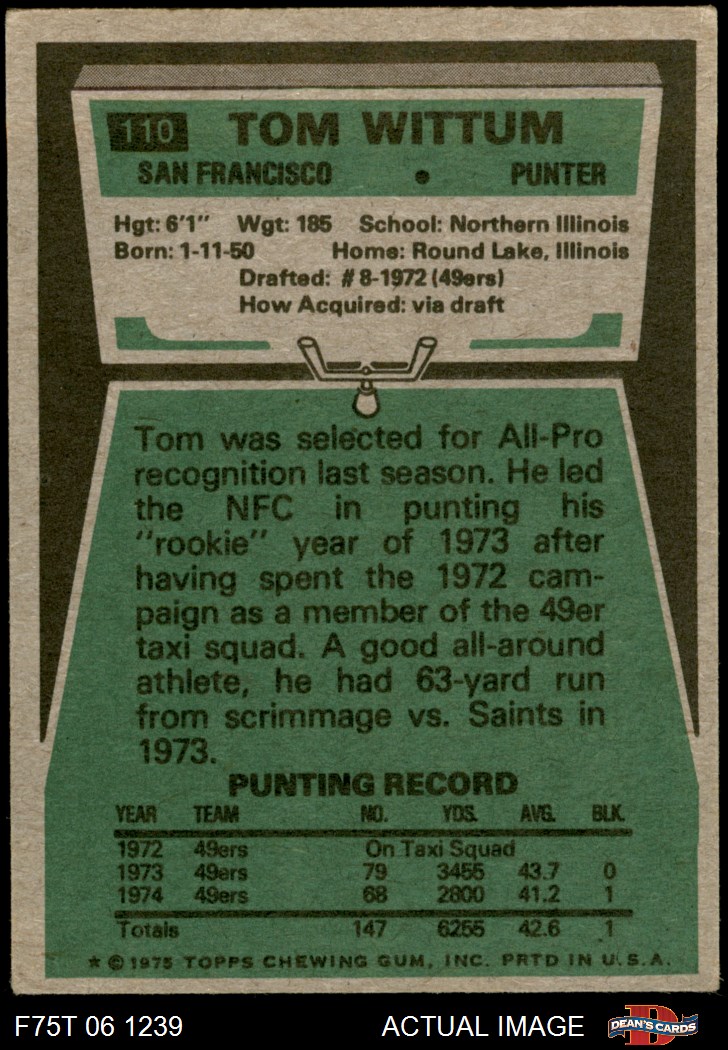 110 TOM WITTUM
SAN FRANCISCO • PUNTER
Hgt: 6'1" Wgt: 185 School: Northern Illinois
Born: 1-11-50 Home: Round Lake, Illinois
Drafted: #8-1972 (49ers)
How Acquired: via draft
Tom was selected for All-Pro
recognition last season. He led
the NFC in punting his
"rookie" year of 1973 after
having spent the 1972 cam-
paign as a member of the 49er
taxi squad. A good all-around
athlete, he had 63-yard run
from scrimmage vs. Saints in
1973.
PUNTING RECORD
YEAR TEAM NO. YDS. AVG. BLK.
1972 49ers On Taxi Squad
1973 49ers 79 3455 43.7 0
1974 49ers 68 2800 41.2 1
Totals 147 6255 42.6 1
* © 1975 TOPPS CHEWING GUM, INC. PRTD IN U.S.A.
F75T 06 1239 ACTUAL IMAGE D DEAN'S CARDS